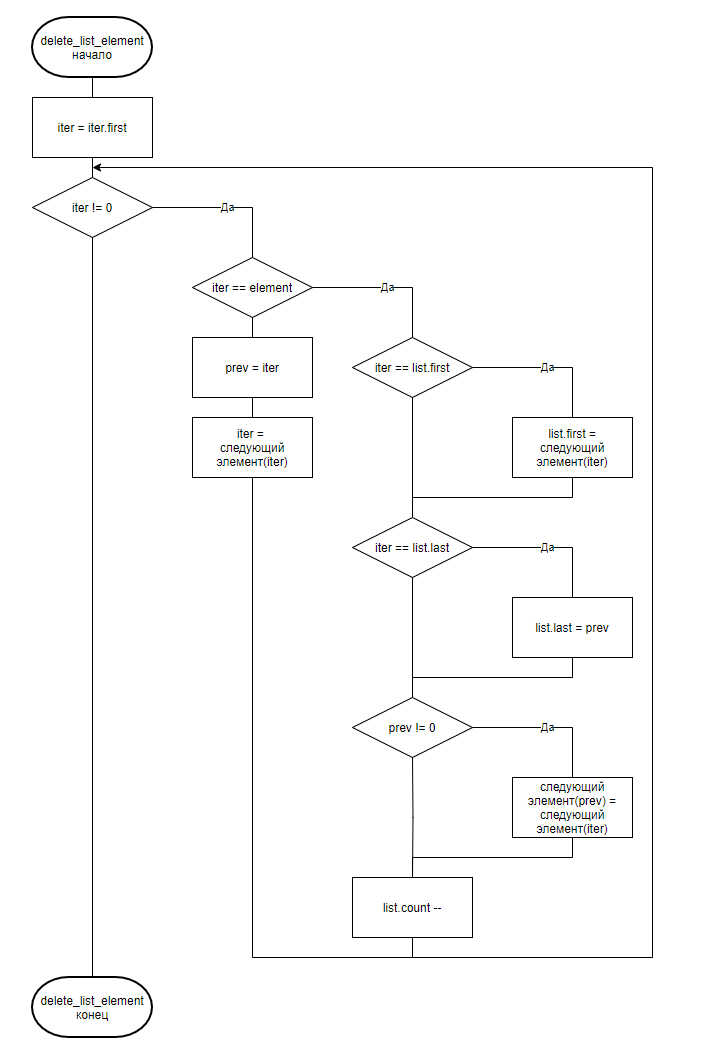 delete_list_element
начало
iter = iter.first
iter != 0
Да
iter == element
Да
prev = iter
iter == list.first
Да
iter =
следующий
элемент(iter)
list.first =
следующий
элемент(iter)
iter == list.last
Да
list.last = prev
prev != 0
Да
следующий
элемент(prev) =
следующий
элемент(iter)
list.count --
delete_list_element
конец